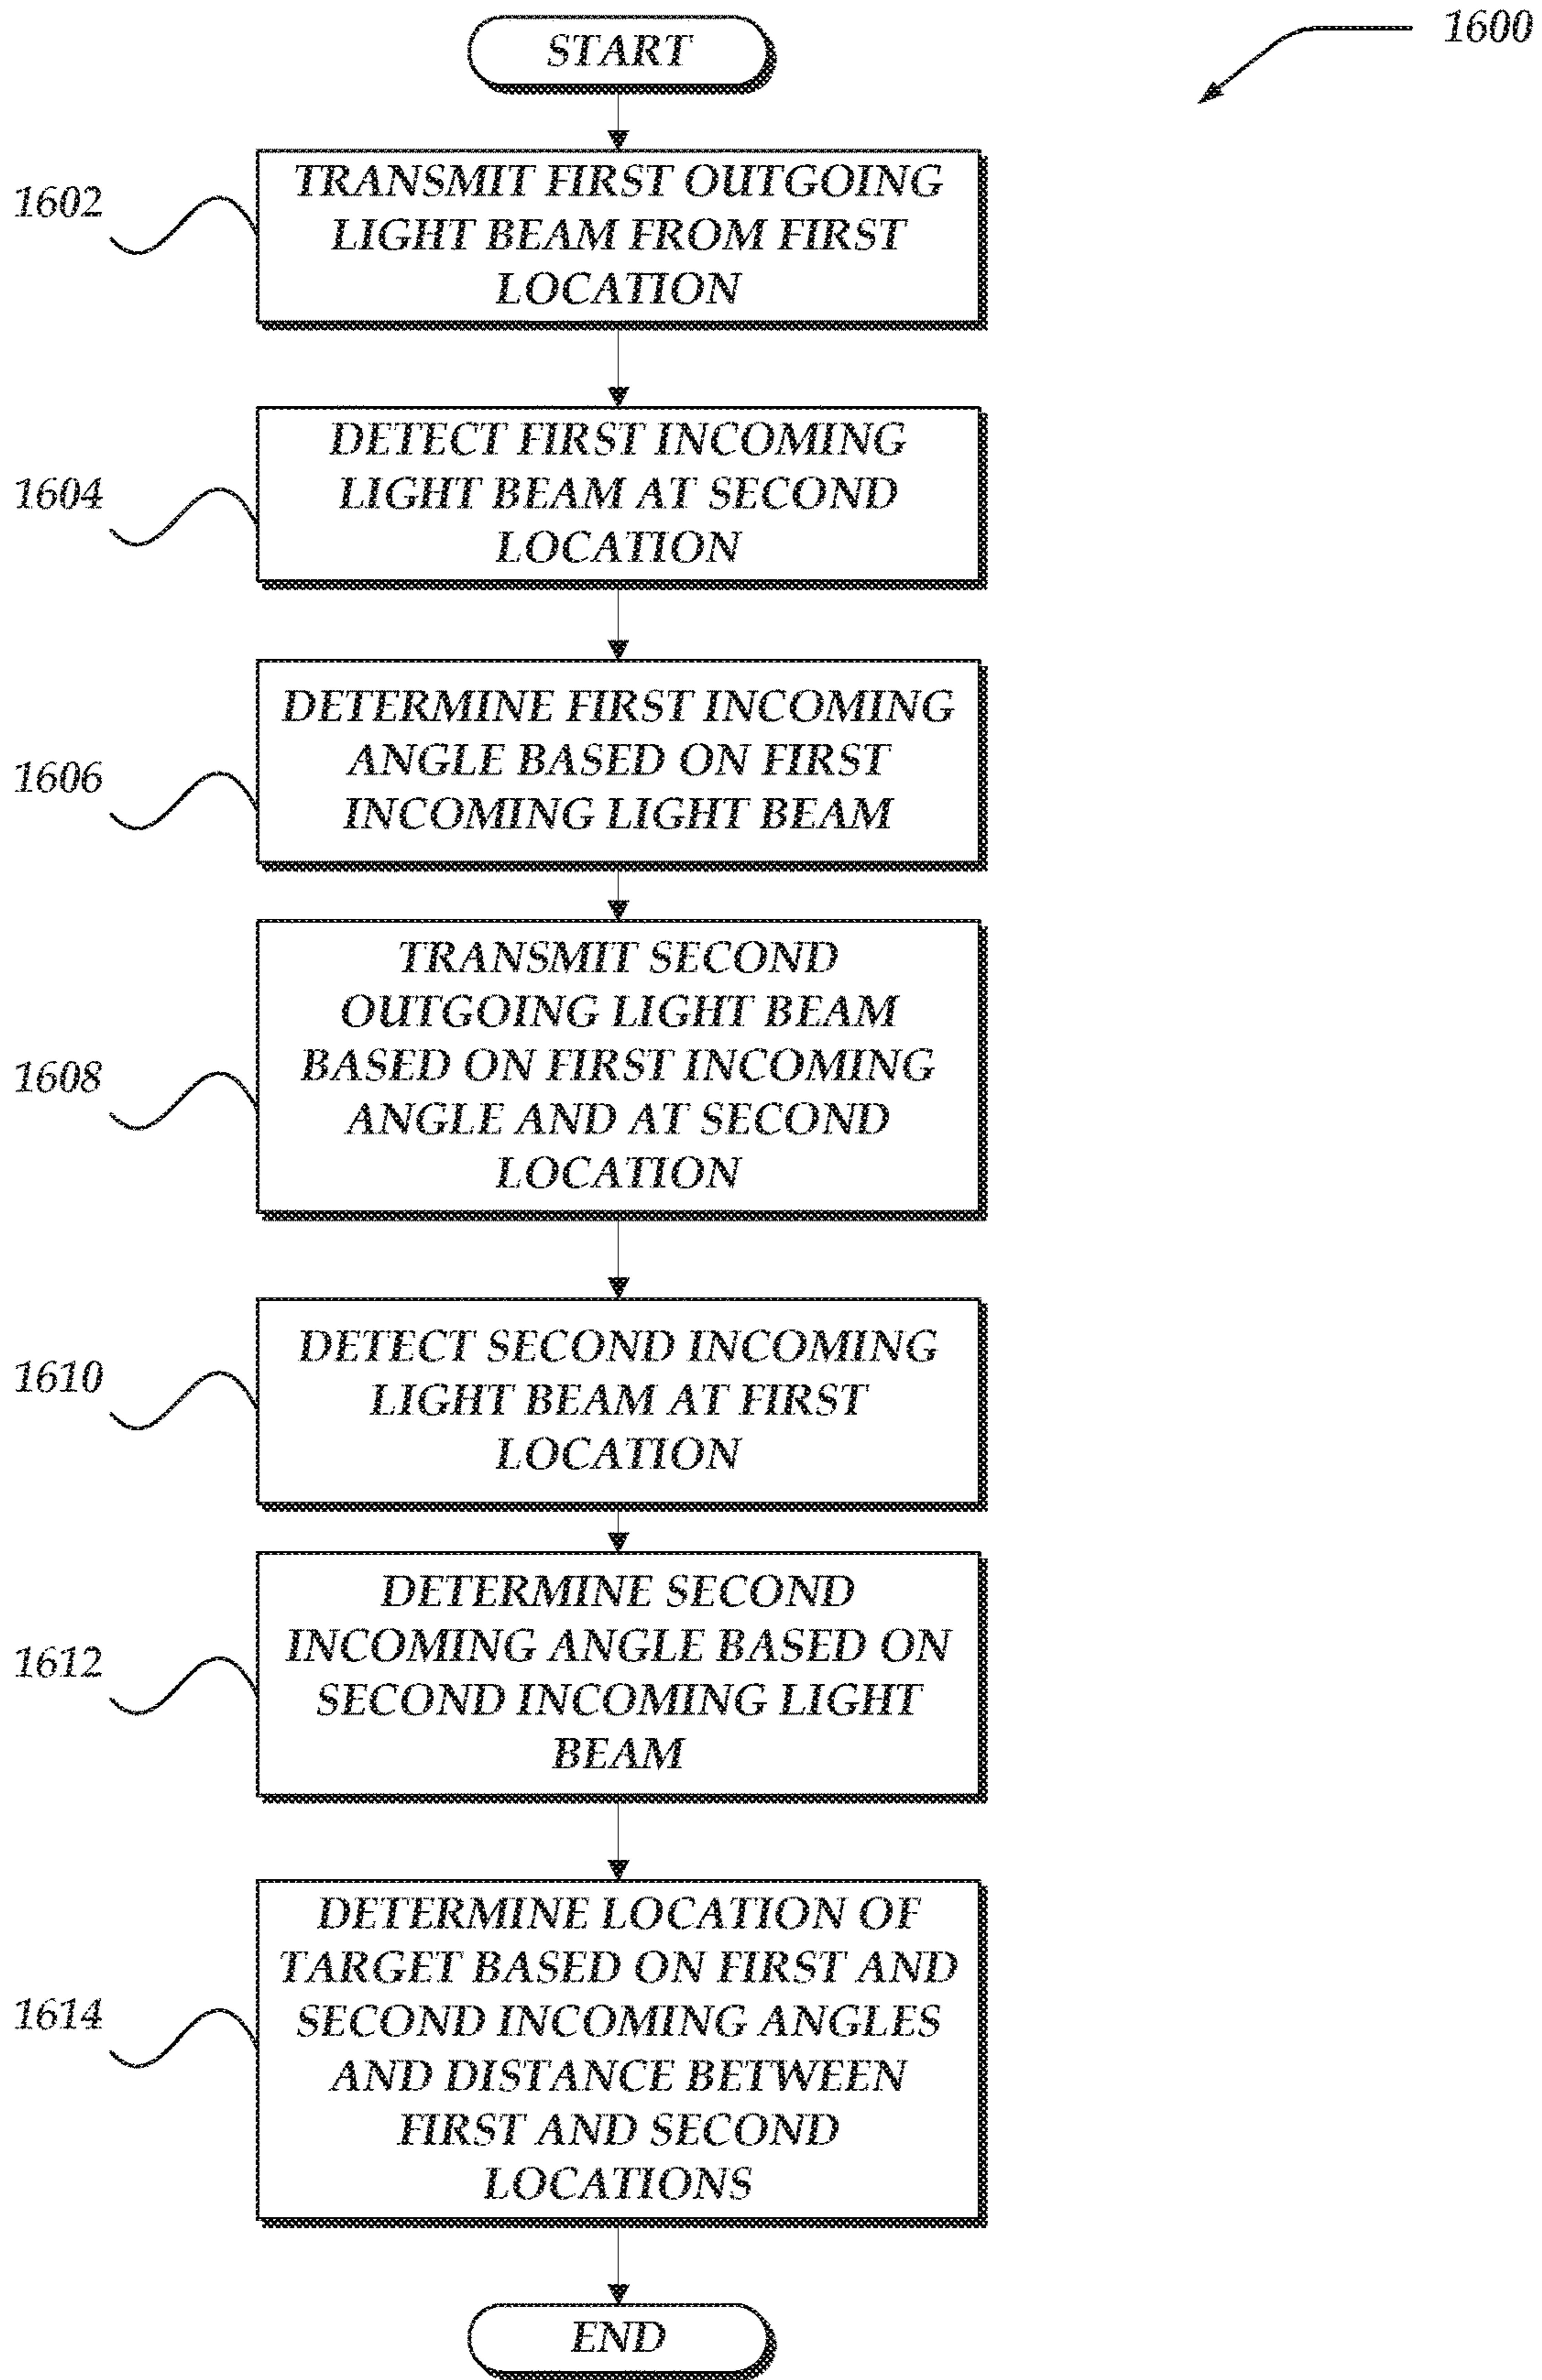 START
1600
1602
TRANSMIT FIRST OUTGOING
LIGHT BEAM FROM FIRST
LOCATION
1604
DETECT FIRST INCOMING
LIGHT BEAM AT SECOND
LOCATION
1606
DETERMINE FIRST INCOMING
ANGLE BASED ON FIRST
INCOMING LIGHT BEAM
1608
TRANSMIT SECOND
OUTGOING LIGHT BEAM
BASED ON FIRST INCOMING
ANGLE AND AT SECOND
LOCATION
1610
DETECT SECOND INCOMING
LIGHT BEAM AT FIRST
LOCATION
1612
DETERMINE SECOND
INCOMING ANGLE BASED ON
SECOND INCOMING LIGHT
BEAM
1614
DETERMINE LOCATION OF
TARGET BASED ON FIRST AND
SECOND INCOMING ANGLES
AND DISTANCE BETWEEN
FIRST AND SECOND
LOCATIONS
END